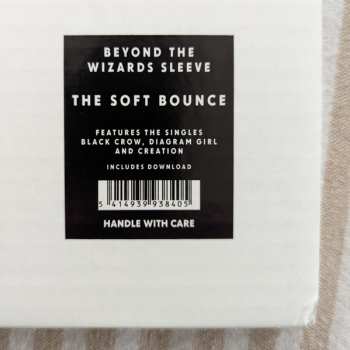 BEYOND THE
WIZARDS SLEEVE
THE SOFT BOUNCE
FEATURES THE SINGLES
BLACK CROW, DIAGRAM GIRL
AND CREATION
INCLUDES DOWNLOAD
5 414939 938405
HANDLE WITH CARE